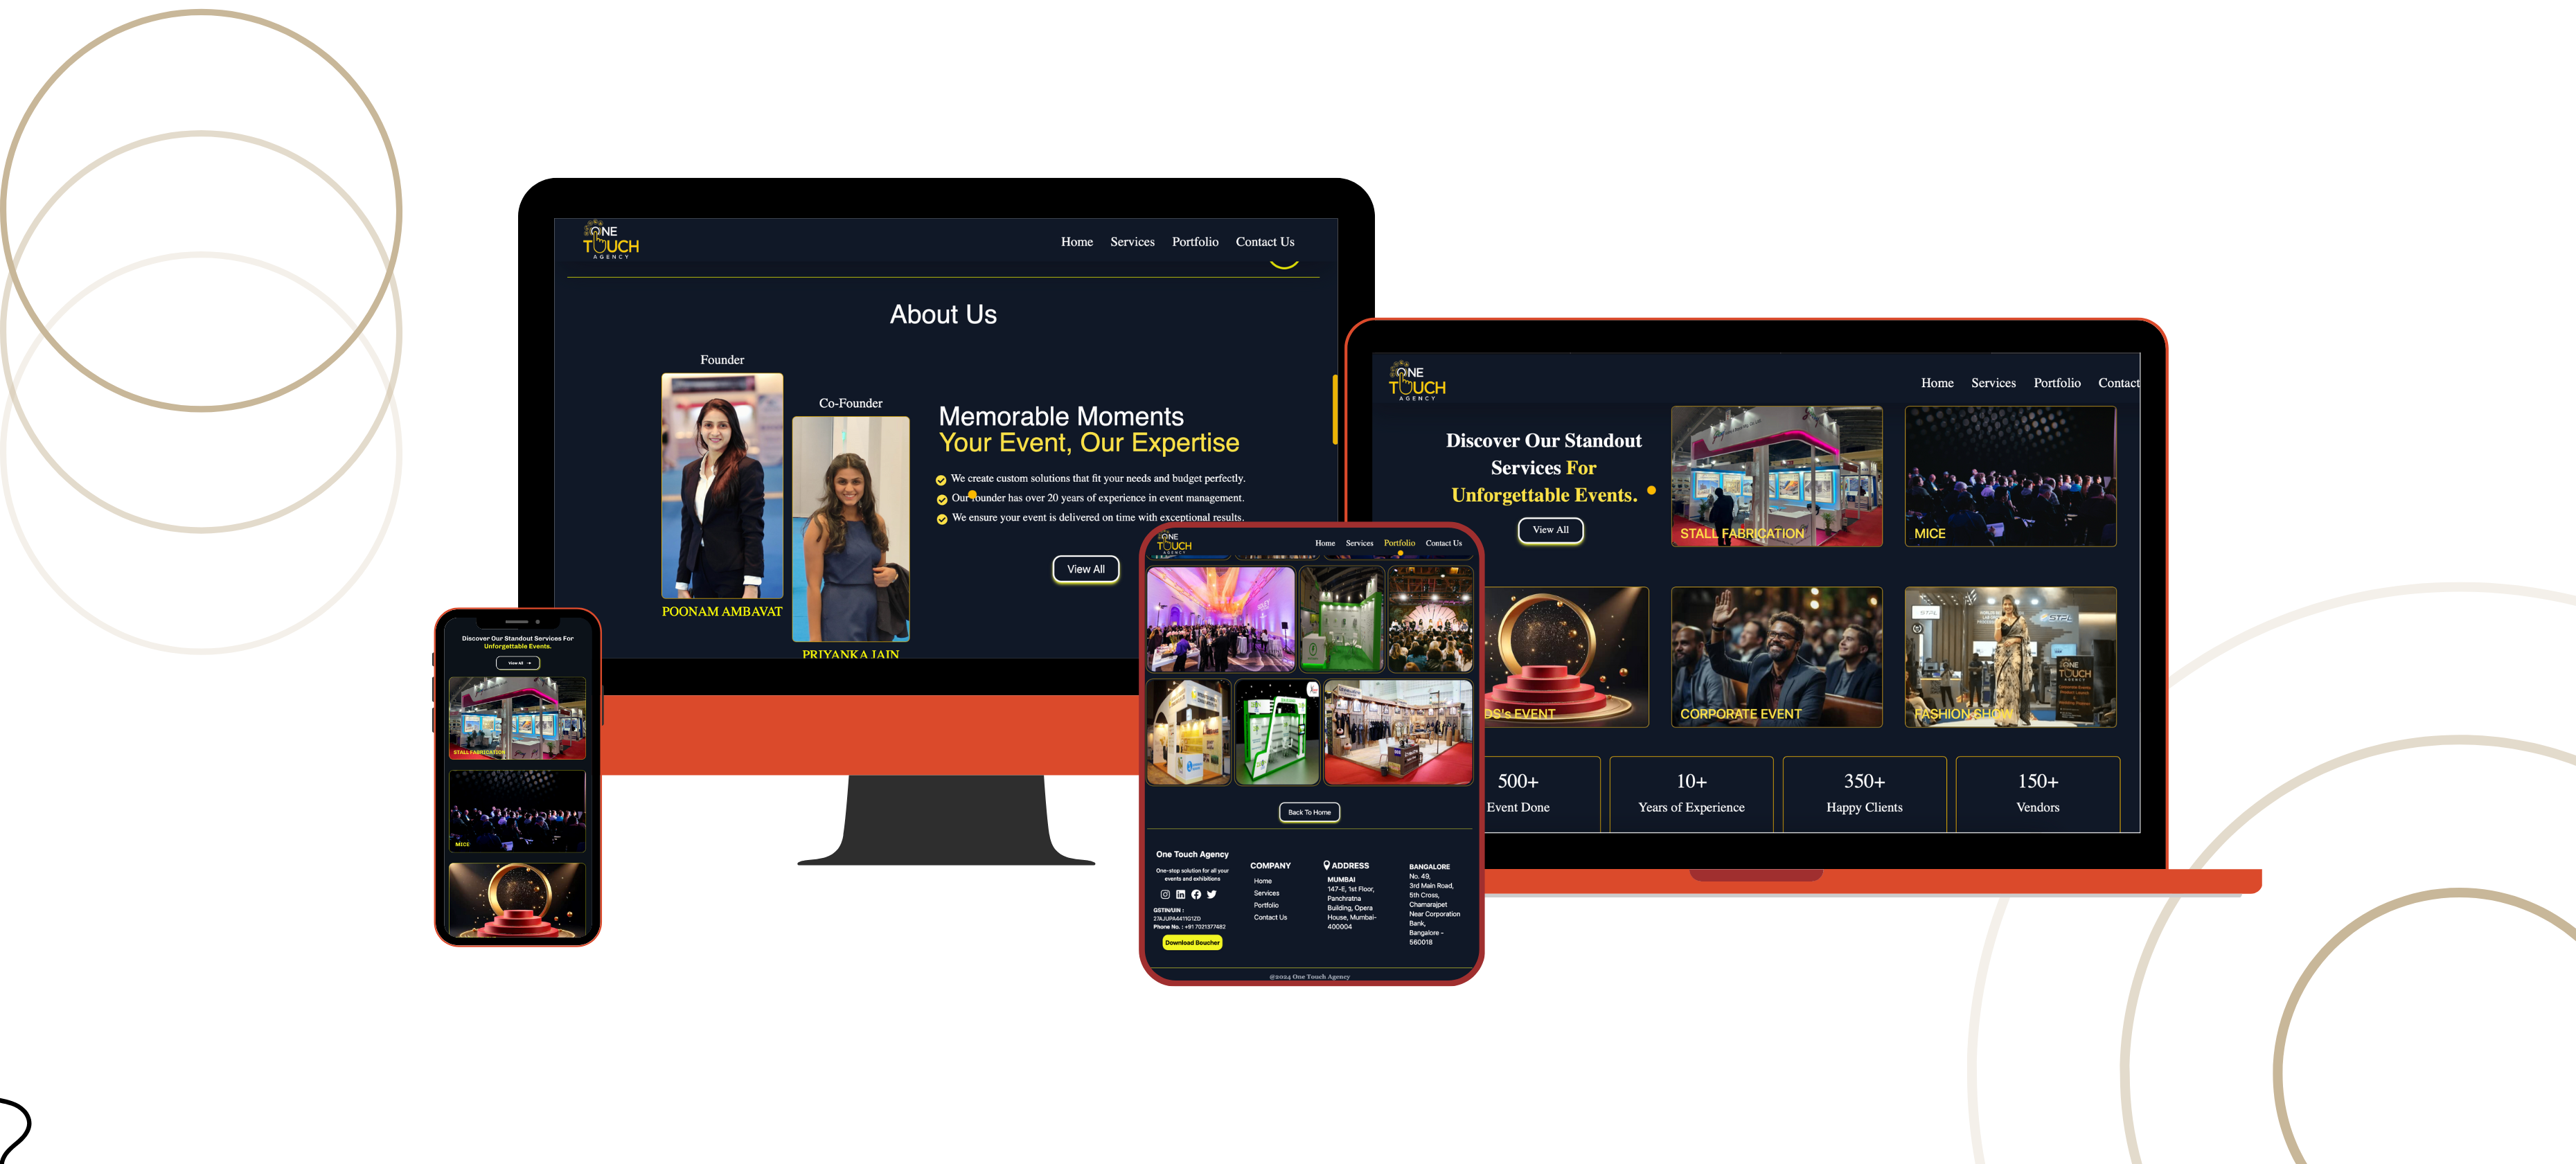 ONE
TOUCH
AGENCY
Home Services Portfolio Contact Us
About Us
Founder
Co-Founder
POONAM AMBAVAT
PRIYANKA JAIN
Memorable Moments
Your Event, Our Expertise
We create custom solutions that fit your needs and budget perfectly.
Our founder has over 20 years of experience in event management.
We ensure your event is delivered on time with exceptional results.
View All
ONE
TOUCH
AGENCY
Home Services Portfolio Contact
Discover Our Standout
Services For
Unforgettable Events.
View All
STALL FABRICATION
MICE
DS's EVENT
CORPORATE EVENT
FASHION SHOW
ONE
TOUCH
AGENCY
500+
Event Done
10+
Years of Experience
350+
Happy Clients
150+
Vendors
Discover Our Standout Services For
Unforgettable Events.
View All →
STALL FABRICATION
MICE
ONE
TOUCH
AGENCY
Home Services Portfolio Contact Us
Back To Home
One Touch Agency
One-stop solution for all your
events and exhibitions
GSTIN/UIN :
27AJUPA4411G1ZD
Phone No. : +91 7021377482
Download Boucher
COMPANY
Home
Services
Portfolio
Contact Us
ADDRESS
MUMBAI
147-E, 1st Floor,
Panchratna
Building, Opera
House, Mumbai-
400004
BANGALORE
No. 49,
3rd Main Road,
5th Cross,
Chamarajpet
Near Corporation
Bank,
Bangalore -
560018
@2024 One Touch Agency